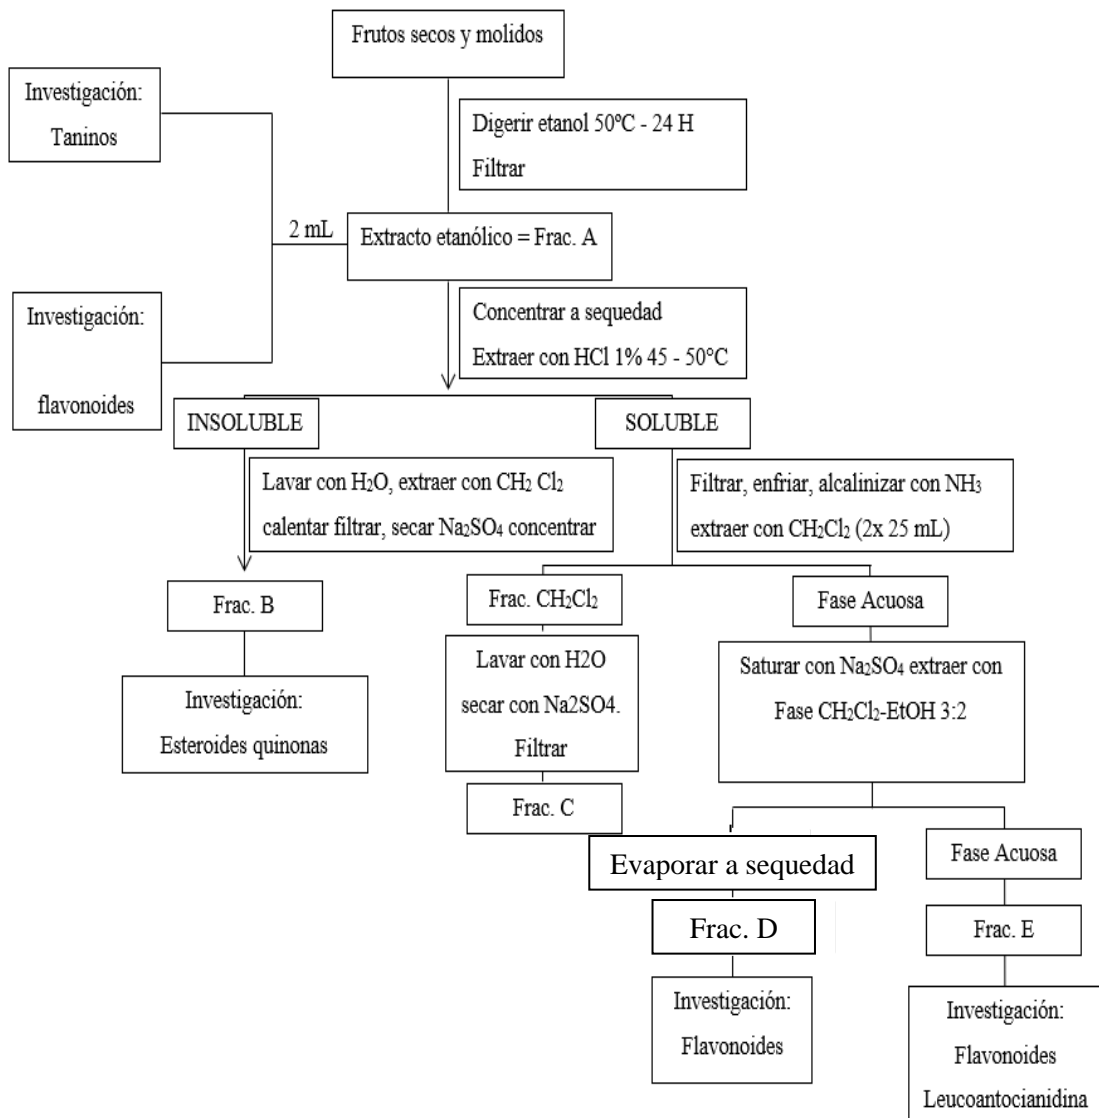 Frutos secos y molidos
Investigación:
Taninos
Digerir etanol 50ºC - 24 H
Filtrar
2 mL
Extracto etanólico = Frac. A
Investigación:
flavonoides
Concentrar a sequedad
Extraer con HCl 1% 45 - 50°C
INSOLUBLE
SOLUBLE
Lavar con H₂O, extraer con CH₂ Cl₂
calentar filtrar, secar Na₂SO₄ concentrar
Filtrar, enfriar, alcalinizar con NH₃
extraer con CH₂Cl₂ (2x 25 mL)
Frac. B
Frac. CH₂Cl₂
Fase Acuosa
Investigación:
Esteroides quinonas
Lavar con H2O
secar con Na2SO4.
Filtrar
Saturar con Na₂SO₄ extraer con
Fase CH₂Cl₂-EtOH 3:2
Frac. C
Evaporar a sequedad
Fase Acuosa
Frac. D
Frac. E
Investigación:
Flavonoides
Investigación:
Flavonoides
Leucoantocianidina